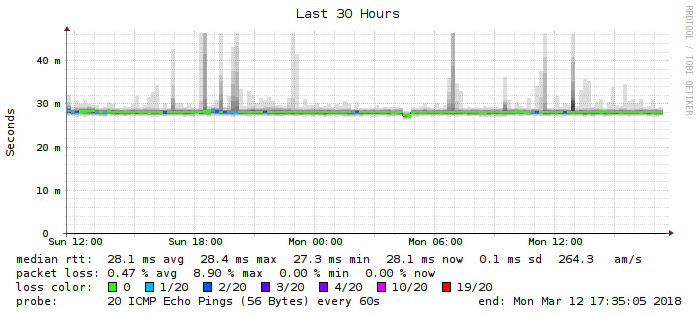 Last 30 Hours
RRDTOOL / TOBI OETIKER
Seconds
40 m
30 m
20 m
10 m
0
Sun 12:00 Sun 18:00 Mon 00:00 Mon 06:00 Mon 12:00
median rtt: 28.1 ms avg 28.4 ms max 27.3 ms min 28.1 ms now 0.1 ms sd 264.3 am/s
packet loss: 0.47 % avg 8.90 % max 0.00 % min 0.00 % now
loss color: 0 1/20 2/20 3/20 4/20 10/20 19/20
probe: 20 ICMP Echo Pings (56 Bytes) every 60s end: Mon Mar 12 17:35:05 2018